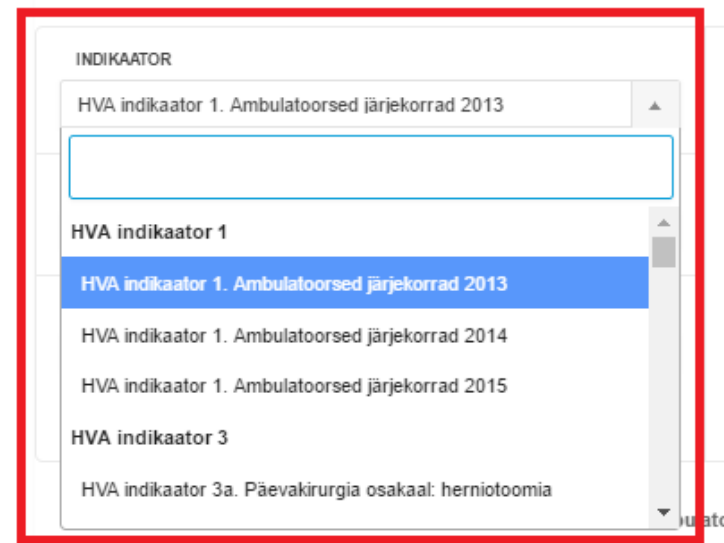 INDIKAATOR
HVA indikaator 1. Ambulatoorsed järjekorrad 2013
HVA indikaator 1
HVA indikaator 1. Ambulatoorsed järjekorrad 2013
HVA indikaator 1. Ambulatoorsed järjekorrad 2014
HVA indikaator 1. Ambulatoorsed järjekorrad 2015
HVA indikaator 3
HVA indikaator 3a. Päevakirurgia osakaal: herniotoomia